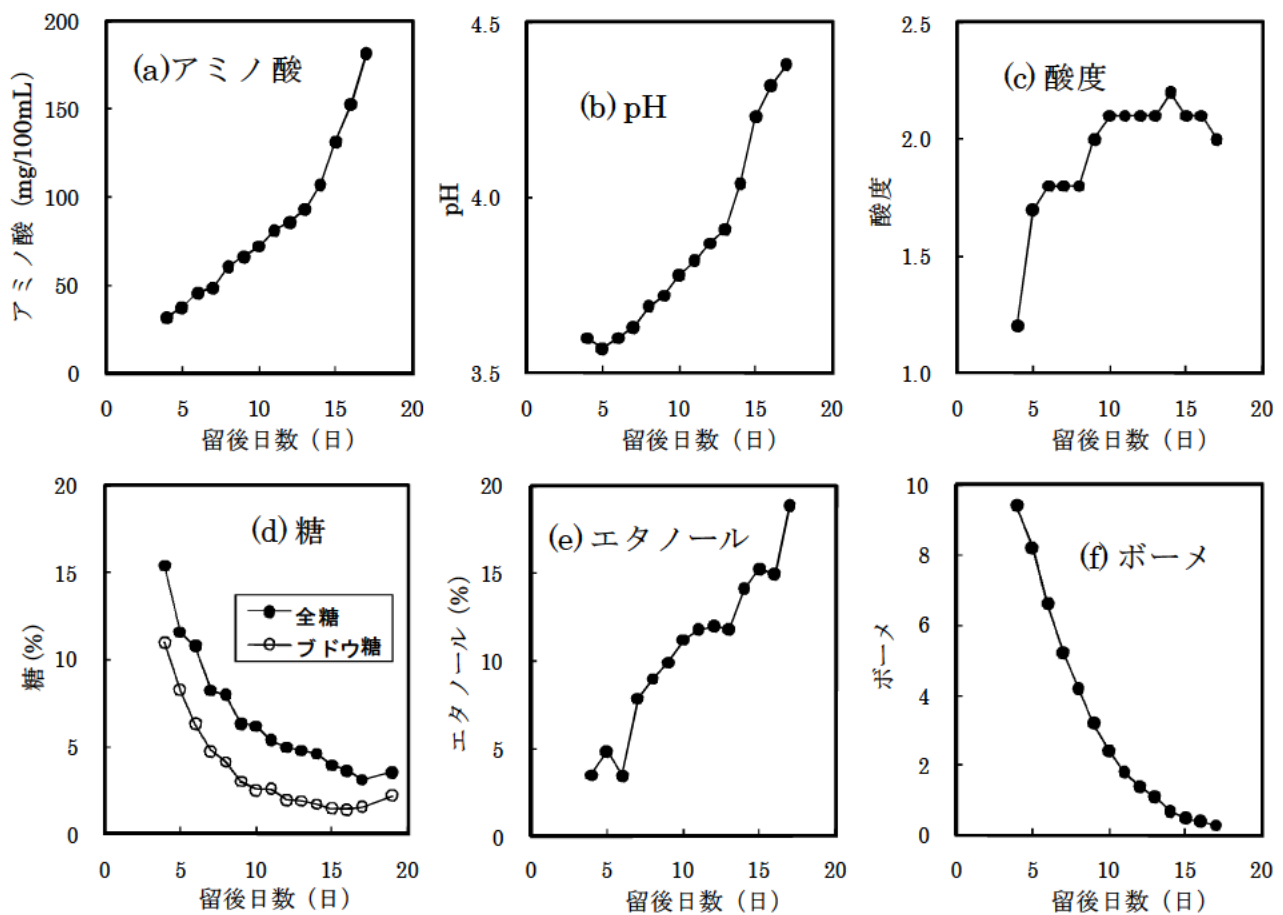 (a)アミノ酸
アミノ酸 (mg/100mL)
200
150
100
50
0
0 5 10 15 20
留後日数 (日)
(b) pH
pH
4.5
4.0
3.5
0 5 10 15 20
留後日数 (日)
(c) 酸度
酸度
2.5
2.0
1.5
1.0
0 5 10 15 20
留後日数 (日)
(d) 糖
糖(%)
20
15
10
5
0
全糖
ブドウ糖
0 5 10 15 20
留後日数 (日)
(e) エタノール
エタノール (%)
20
15
10
5
0
0 5 10 15 20
留後日数 (日)
(f) ボーメ
ボーメ
10
8
6
4
2
0
0 5 10 15 20
留後日数 (日)